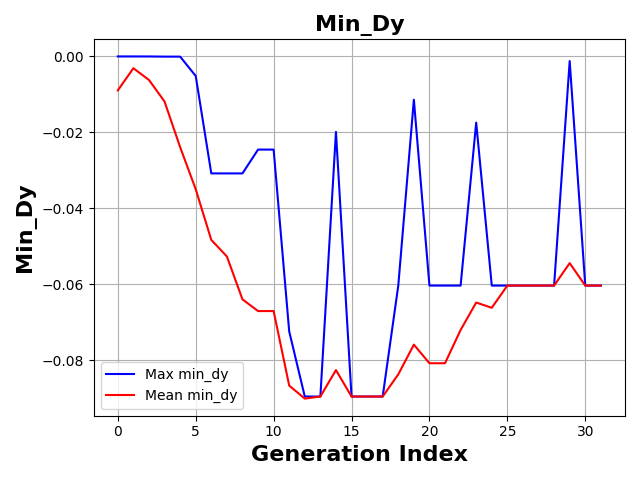 Min_Dy
Min_Dy
0.00
−0.02
−0.04
−0.06
−0.08
Max min_dy
Mean min_dy
0 5 10 15 20 25 30
Generation Index